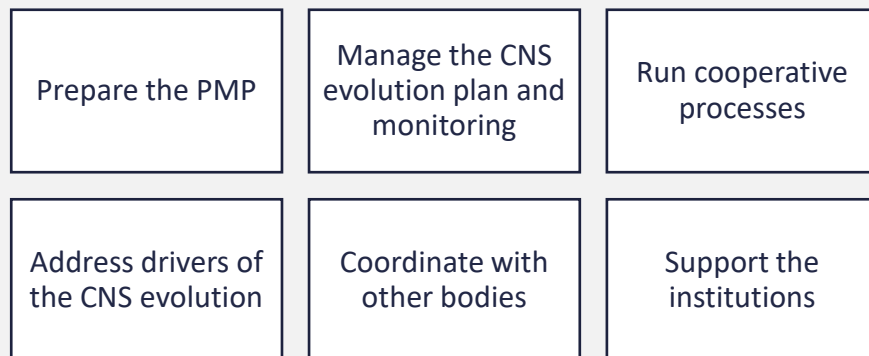 Prepare the PMP
Manage the CNS
evolution plan and
monitoring
Run cooperative
processes
Address drivers of
the CNS evolution
Coordinate with
other bodies
Support the
institutions